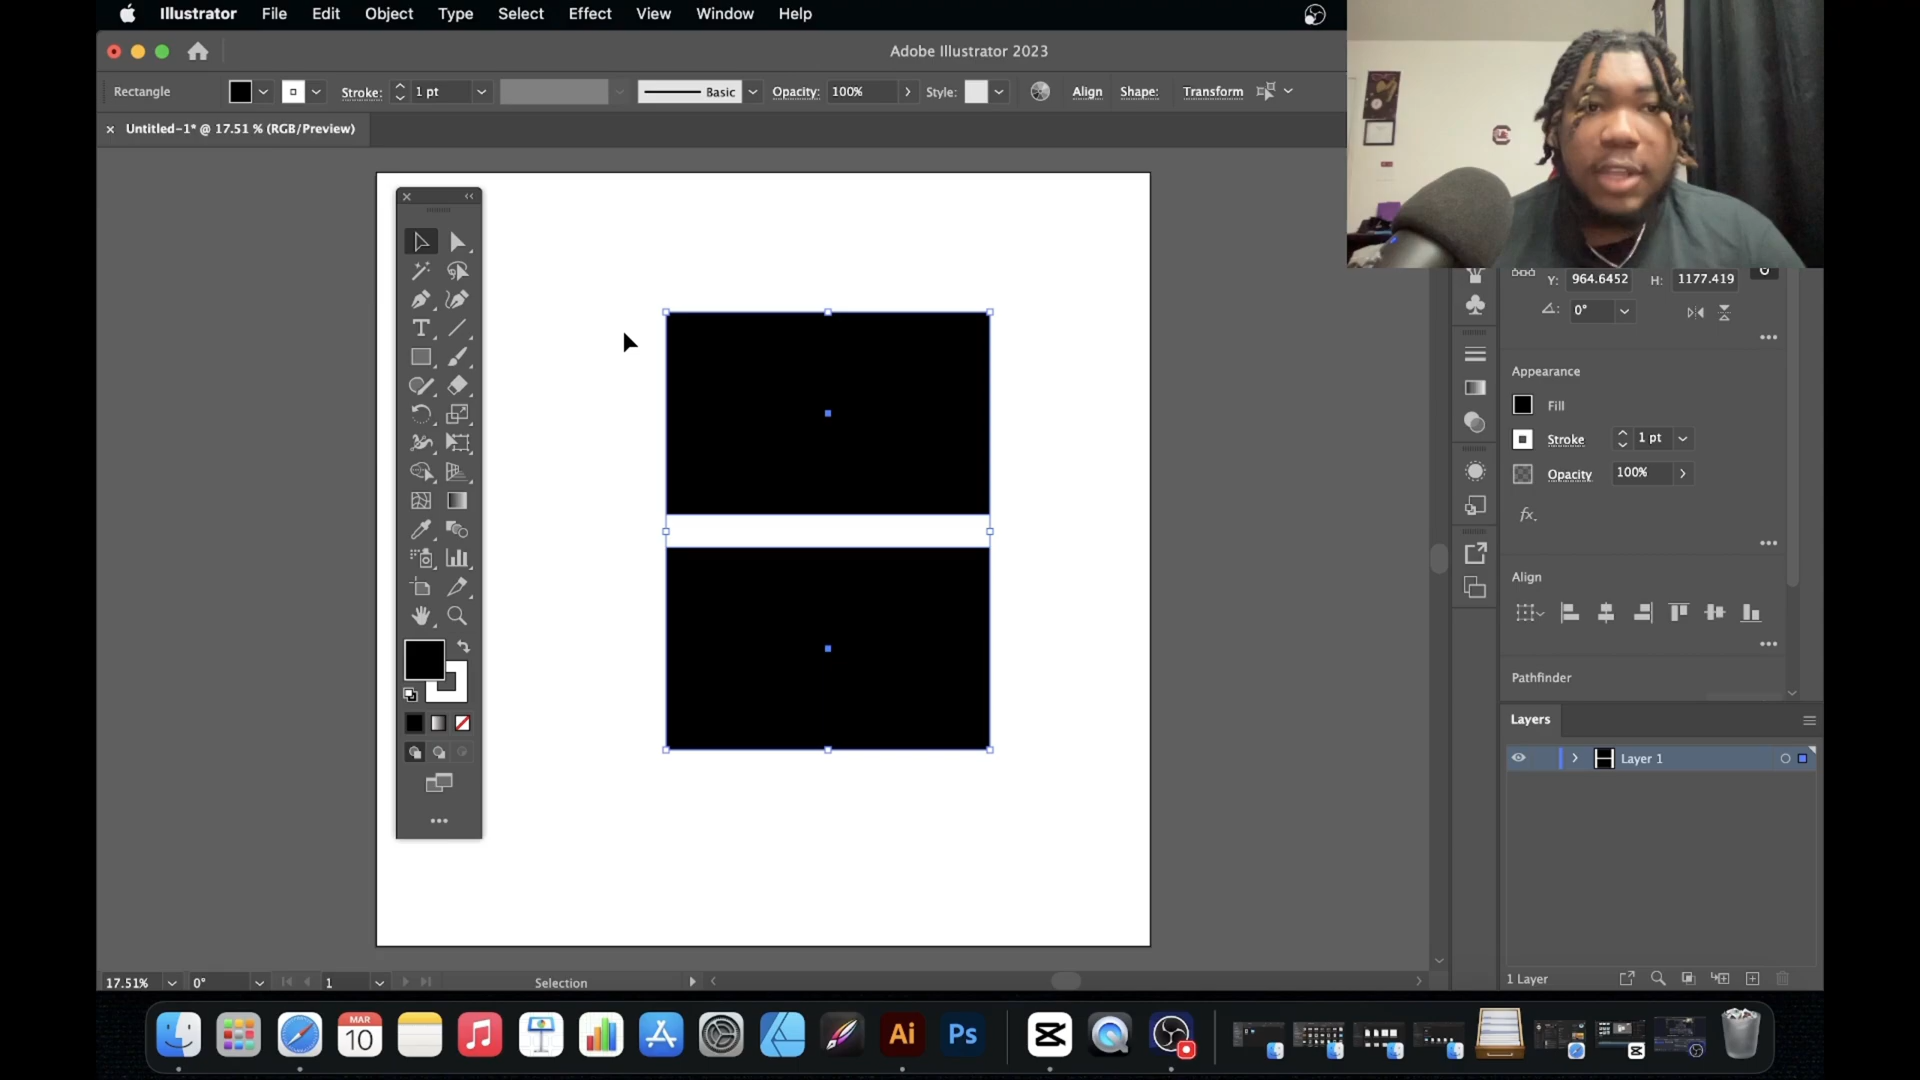 Illustrator File Edit Object Type Select Effect View Window Help
Adobe Illustrator 2023
Rectangle Stroke: 1 pt Basic Opacity: 100% Style: Align Shape: Transform
× Untitled-1* @ 17.51 % (RGB/Preview)
Y: 964.6452 H: 1177.419
0°
Appearance
Fill
Stroke 1 pt
Opacity 100%
fx.
Align
Pathfinder
Layers
Layer 1
1 Layer
17.51% 0° 1 Selection
MAR
10
Ai Ps